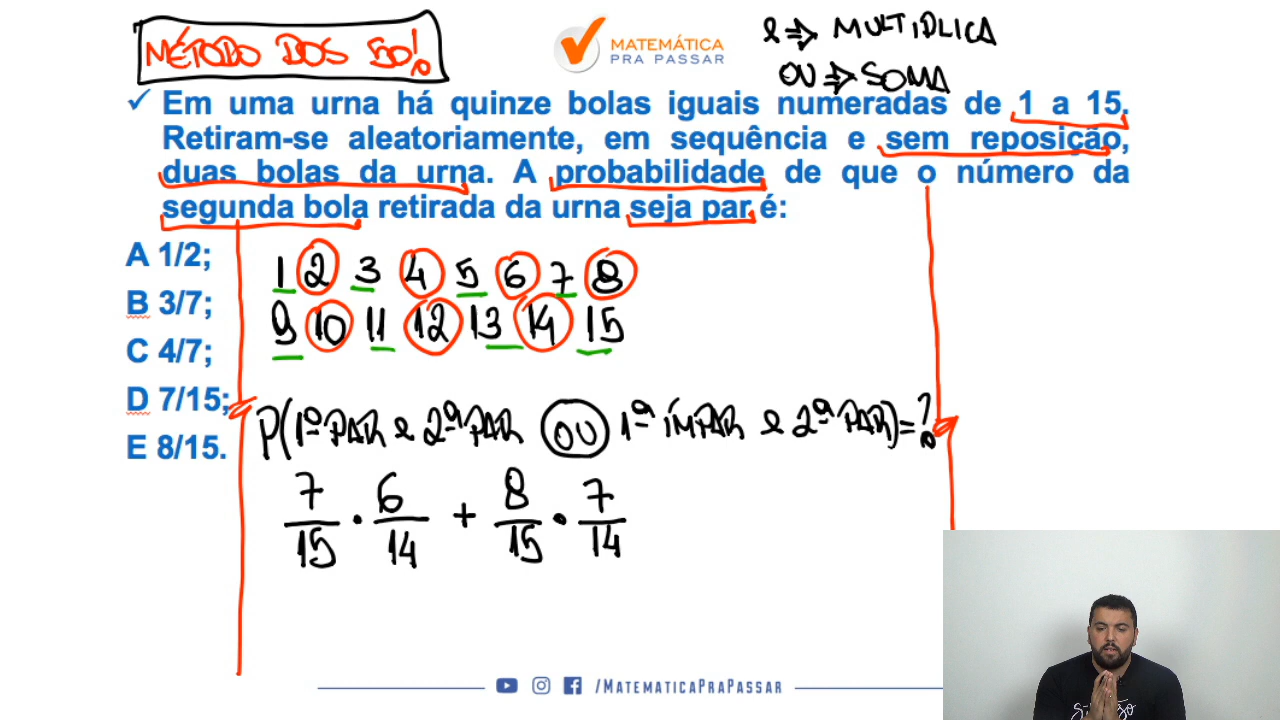 MÉTODO DOS 50!
MATEMÁTICA
PRA PASSAR
e ⇒ MULTIPLICA
OU ⇒ SOMA
✓ Em uma urna há quinze bolas iguais numeradas de 1 a 15.
Retiram-se aleatoriamente, em sequência e sem reposição,
duas bolas da urna. A probabilidade de que o número da
segunda bola retirada da urna seja par é:
A 1/2;
B 3/7;
C 4/7;
D 7/15;
E 8/15.
1 2 3 4 5 6 7 8
9 10 11 12 13 14 15
P(1ª PAR e 2ª PAR OU 1ª ÍMPAR e 2ª PAR) = ?
7/15 · 6/14 + 8/15 · 7/14
/MatematicaPraPassar